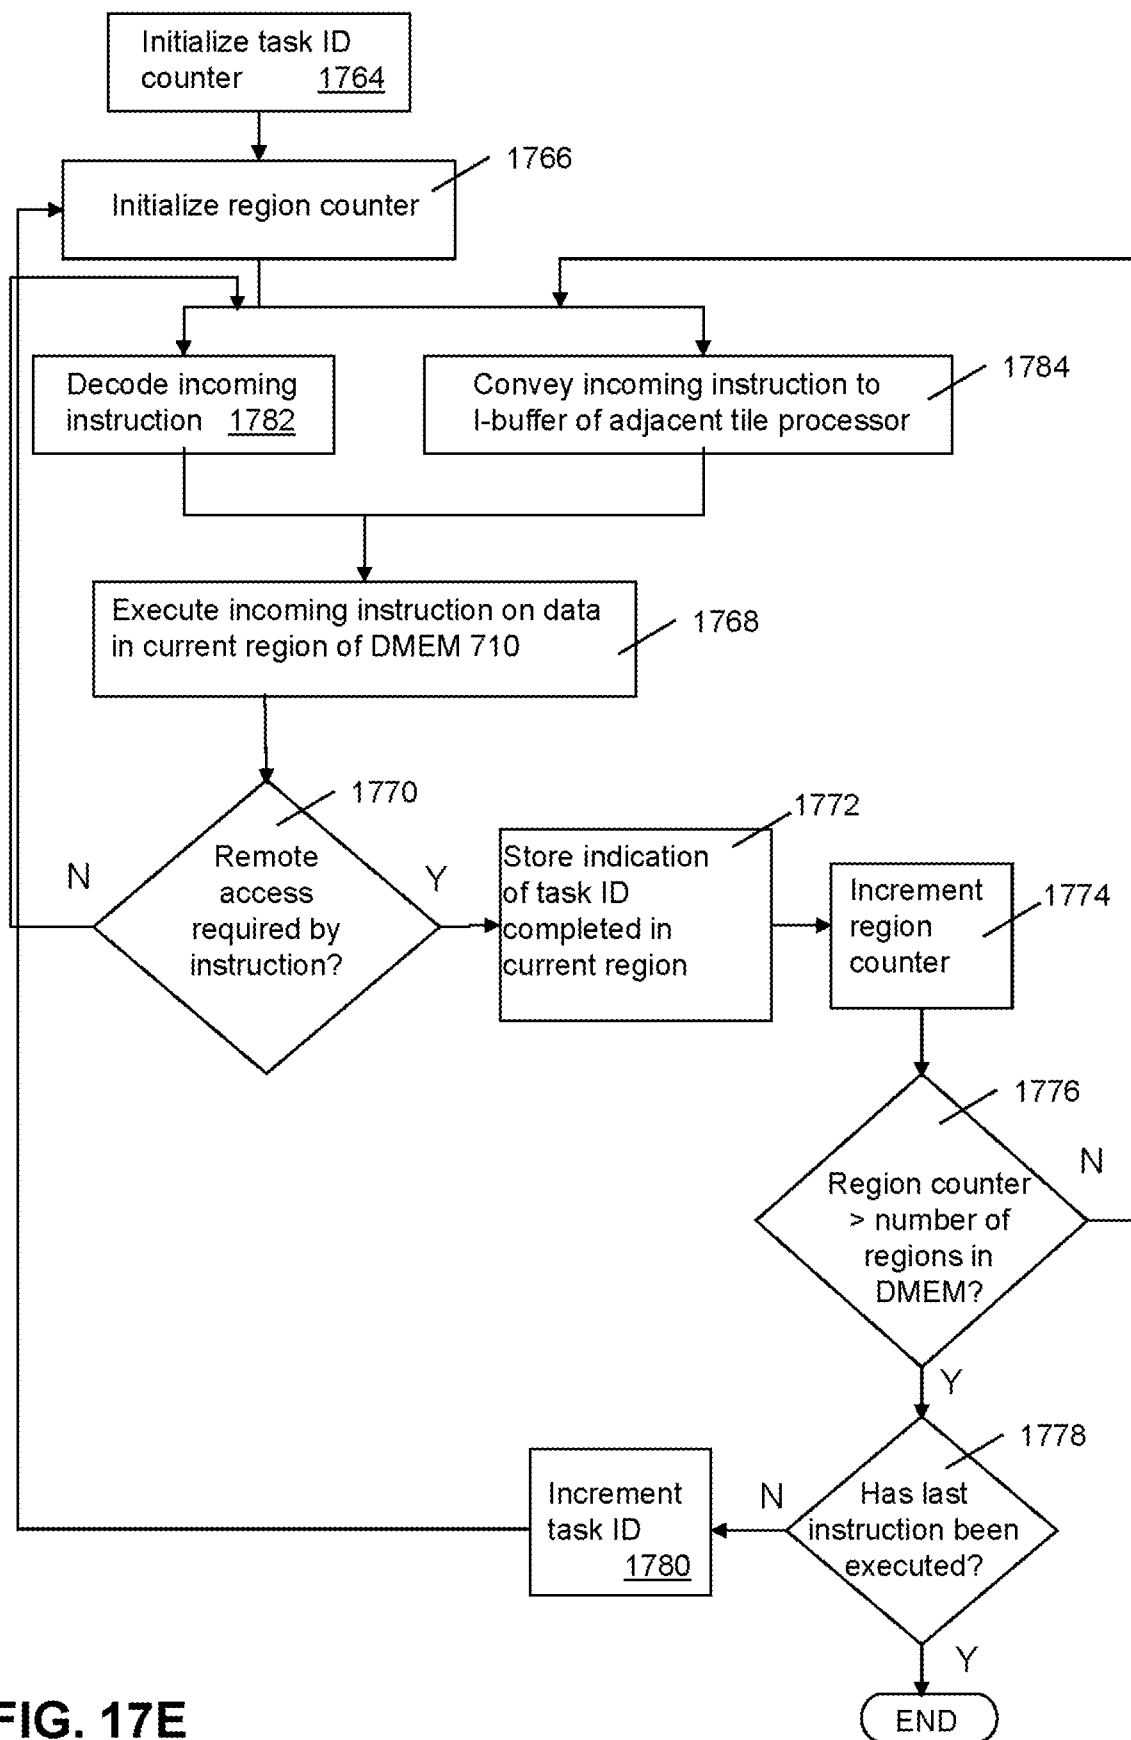 Initialize task ID
counter 1764
1766
Initialize region counter
Decode incoming
instruction 1782
Convey incoming instruction to
I-buffer of adjacent tile processor
1784
Execute incoming instruction on data
in current region of DMEM 710
1768
1770
Remote
access
required by
instruction?
N
Y
1772
Store indication
of task ID
completed in
current region
Increment
region
counter
1774
1776
Region counter
> number of
regions in
DMEM?
N
Y
1778
Has last
instruction been
executed?
N
Increment
task ID
1780
Y
END
FIG. 17E